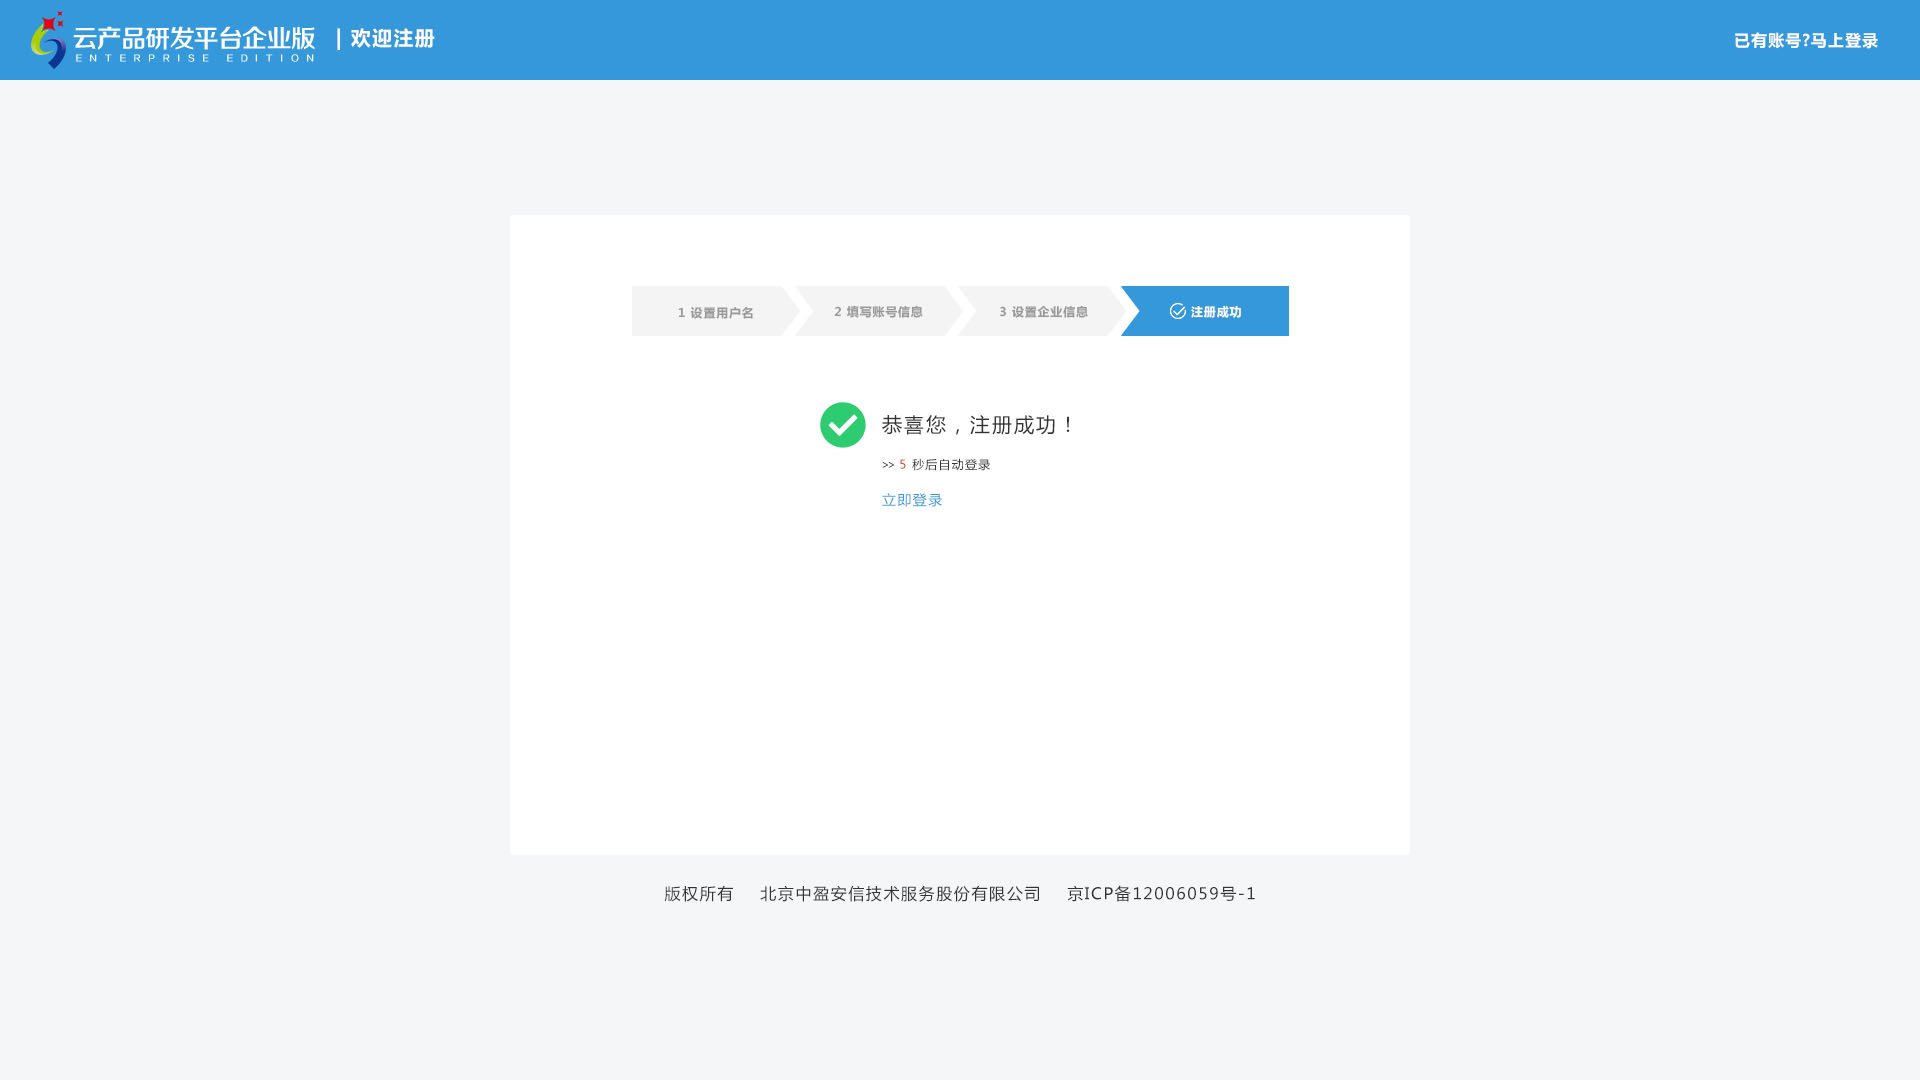 云产品研发平台企业版 | 欢迎注册
ENTERPRISE EDITION
已有账号?马上登录
1 设置用户名
2 填写账号信息
3 设置企业信息
注册成功
恭喜您，注册成功！
>> 5 秒后自动登录
立即登录
版权所有 北京中盈安信技术服务股份有限公司 京ICP备12006059号-1